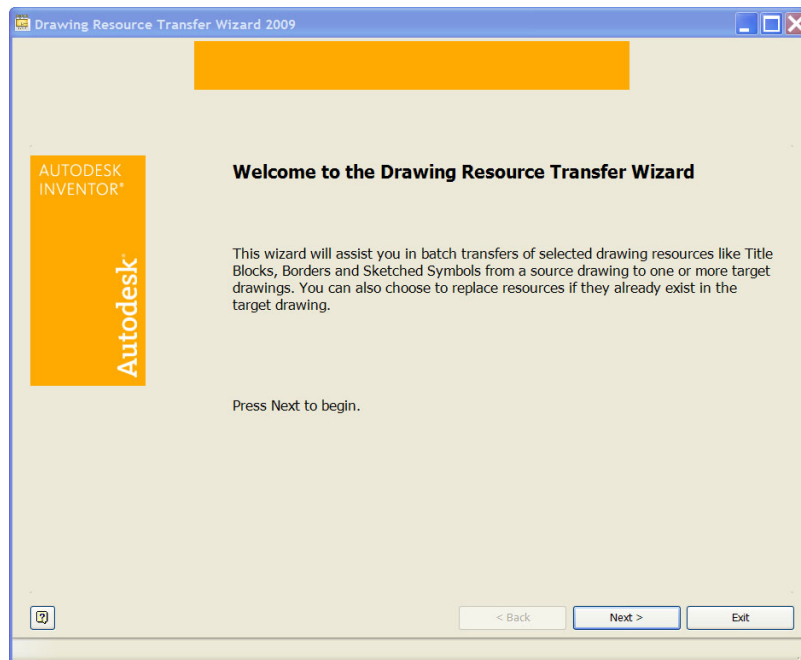 Drawing Resource Transfer Wizard 2009
AUTODESK
INVENTOR®
Autodesk®
Welcome to the Drawing Resource Transfer Wizard
This wizard will assist you in batch transfers of selected drawing resources like Title
Blocks, Borders and Sketched Symbols from a source drawing to one or more target
drawings. You can also choose to replace resources if they already exist in the
target drawing.
Press Next to begin.
?
< Back
Next >
Exit